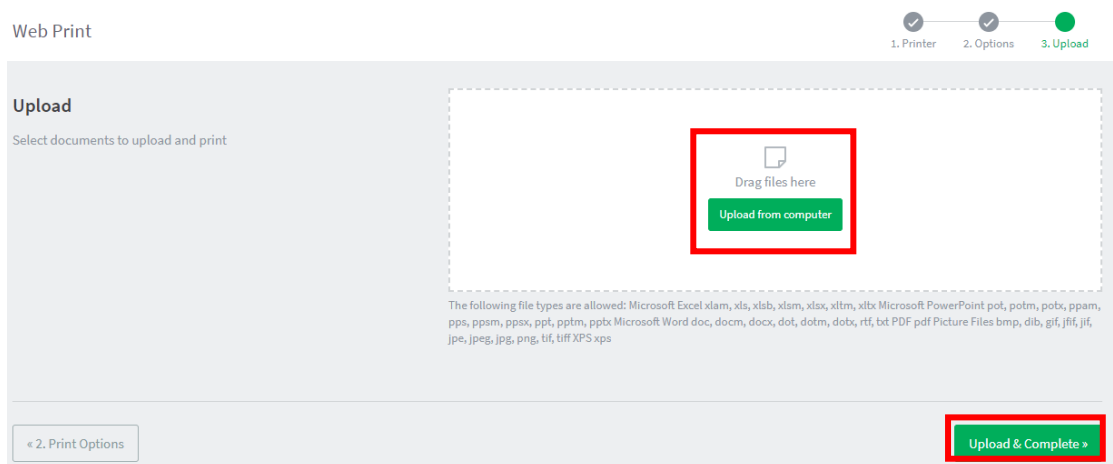 Web Print
1. Printer
2. Options
3. Upload
Upload
Select documents to upload and print
Drag files here
Upload from computer
The following file types are allowed: Microsoft Excel xlam, xls, xlsb, xlsm, xlsx, xltm, xltx Microsoft PowerPoint pot, potm, potx, ppam,
pps, ppsm, ppsx, ppt, pptm, pptx Microsoft Word doc, docm, docx, dot, dotm, dotx, rtf, txt PDF pdf Picture Files bmp, dib, gif, jfif, jif,
jpe, jpeg, jpg, png, tif, tiff XPS xps
« 2. Print Options
Upload & Complete »